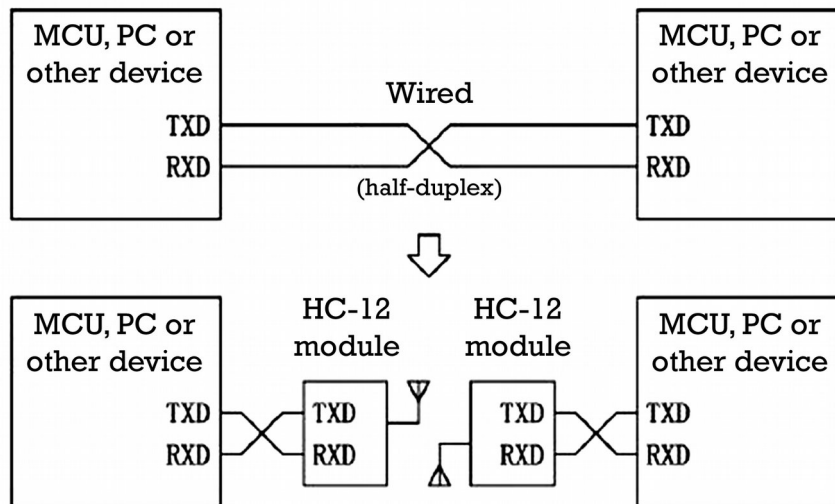 MCU, PC or
other device
TXD
RXD
Wired
(half-duplex)
MCU, PC or
other device
TXD
RXD
MCU, PC or
other device
TXD
RXD
HC-12
module
TXD
RXD
HC-12
module
TXD
RXD
MCU, PC or
other device
TXD
RXD